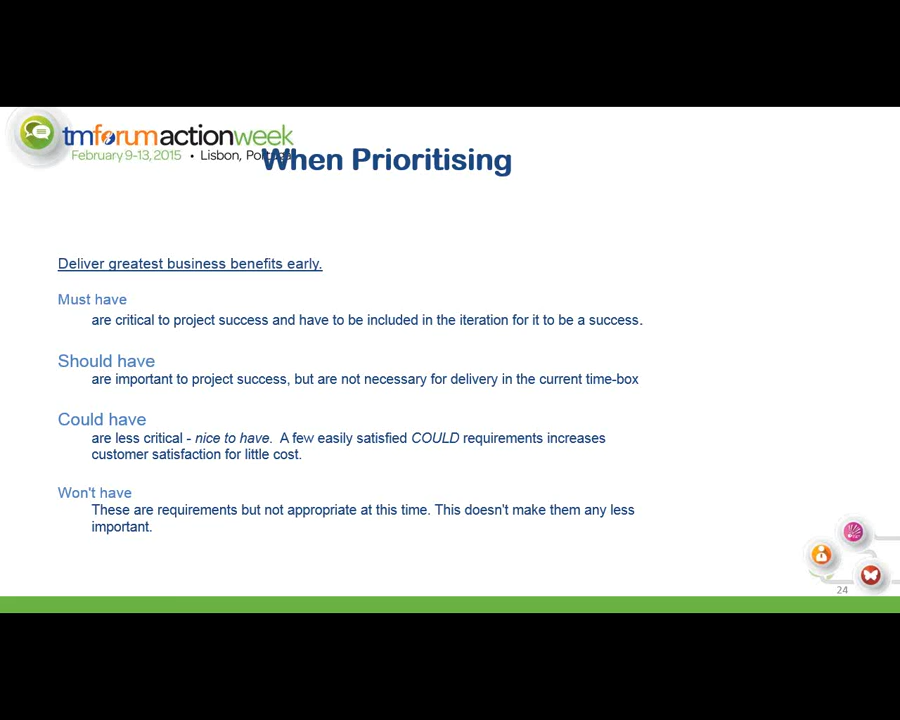 tmforumactionweek
February 9-13, 2015 • Lisbon, Portugal
When Prioritising
Deliver greatest business benefits early.
Must have
are critical to project success and have to be included in the iteration for it to be a success.
Should have
are important to project success, but are not necessary for delivery in the current time-box
Could have
are less critical - nice to have. A few easily satisfied COULD requirements increases
customer satisfaction for little cost.
Won't have
These are requirements but not appropriate at this time. This doesn't make them any less
important.
24